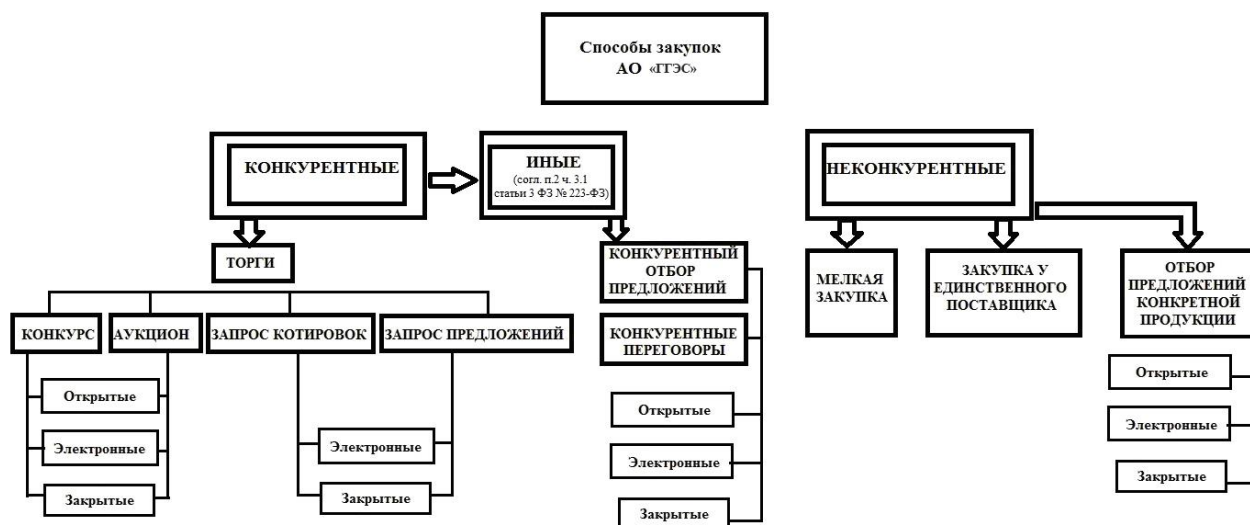 Способы закупок
АО «ГГЭС»
КОНКУРЕНТНЫЕ
ИНЫЕ
(согл. п.2 ч. 3.1
статьи 3 ФЗ № 223-ФЗ)
НЕКОНКУРЕНТНЫЕ
ТОРГИ
КОНКУРС
АУКЦИОН
ЗАПРОС КОТИРОВОК
ЗАПРОС ПРЕДЛОЖЕНИЙ
Открытые
Электронные
Закрытые
Электронные
Закрытые
КОНКУРЕНТНЫЙ
ОТБОР
ПРЕДЛОЖЕНИЙ
КОНКУРЕНТНЫЕ
ПЕРЕГОВОРЫ
Открытые
Электронные
Закрытые
МЕЛКАЯ
ЗАКУПКА
ЗАКУПКА У
ЕДИНСТВЕННОГО
ПОСТАВЩИКА
ОТБОР
ПРЕДЛОЖЕНИЙ
КОНКРЕТНОЙ
ПРОДУКЦИИ
Открытые
Электронные
Закрытые